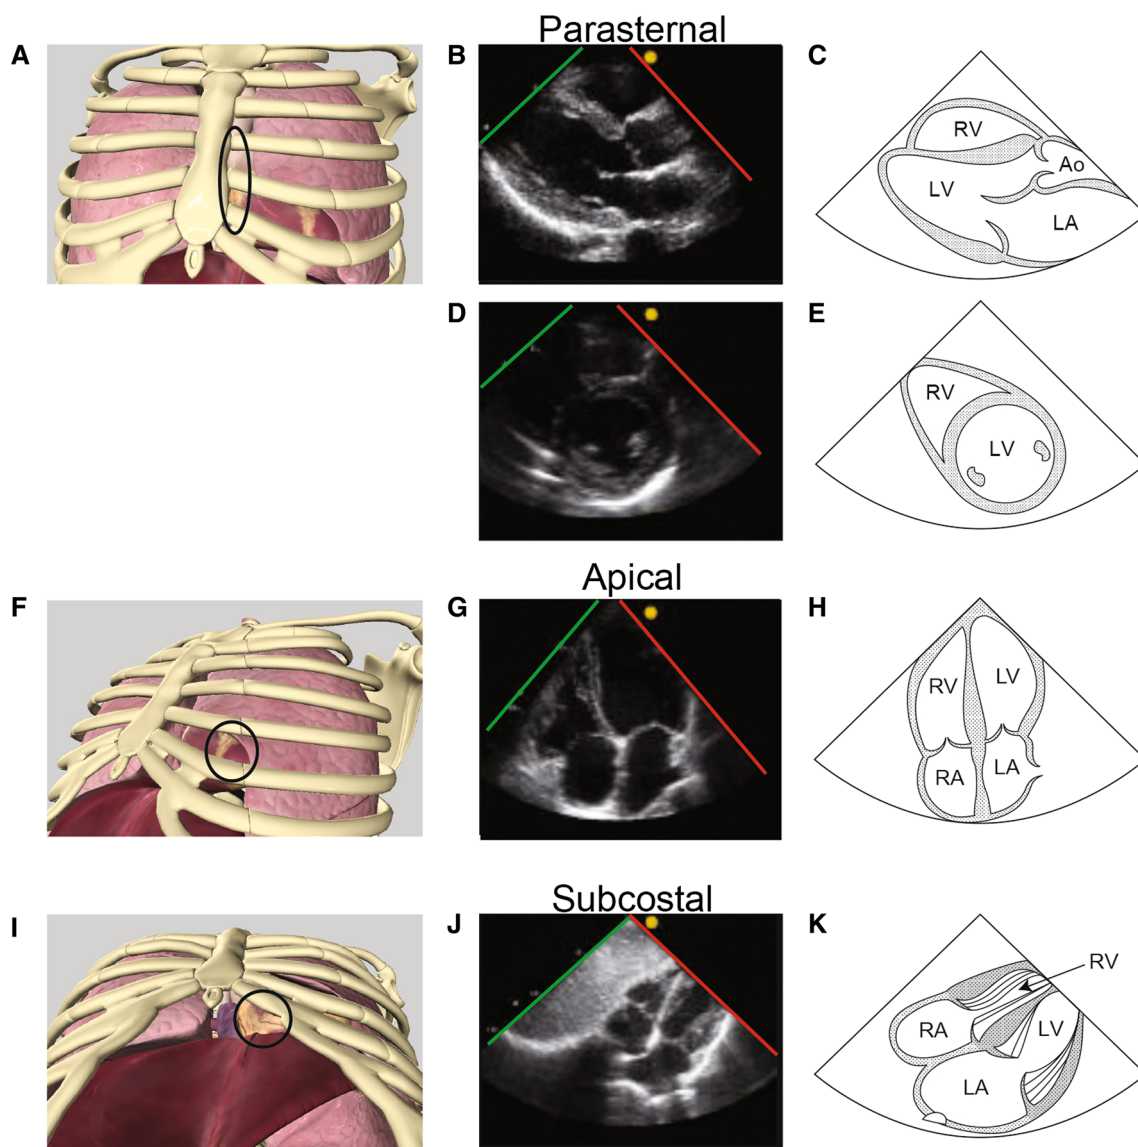 Parasternal
A
B
C
RV
Ao
LV
LA
D
E
RV
LV
Apical
F
G
H
RV
LV
RA
LA
Subcostal
I
J
K
RV
RA
LV
LA